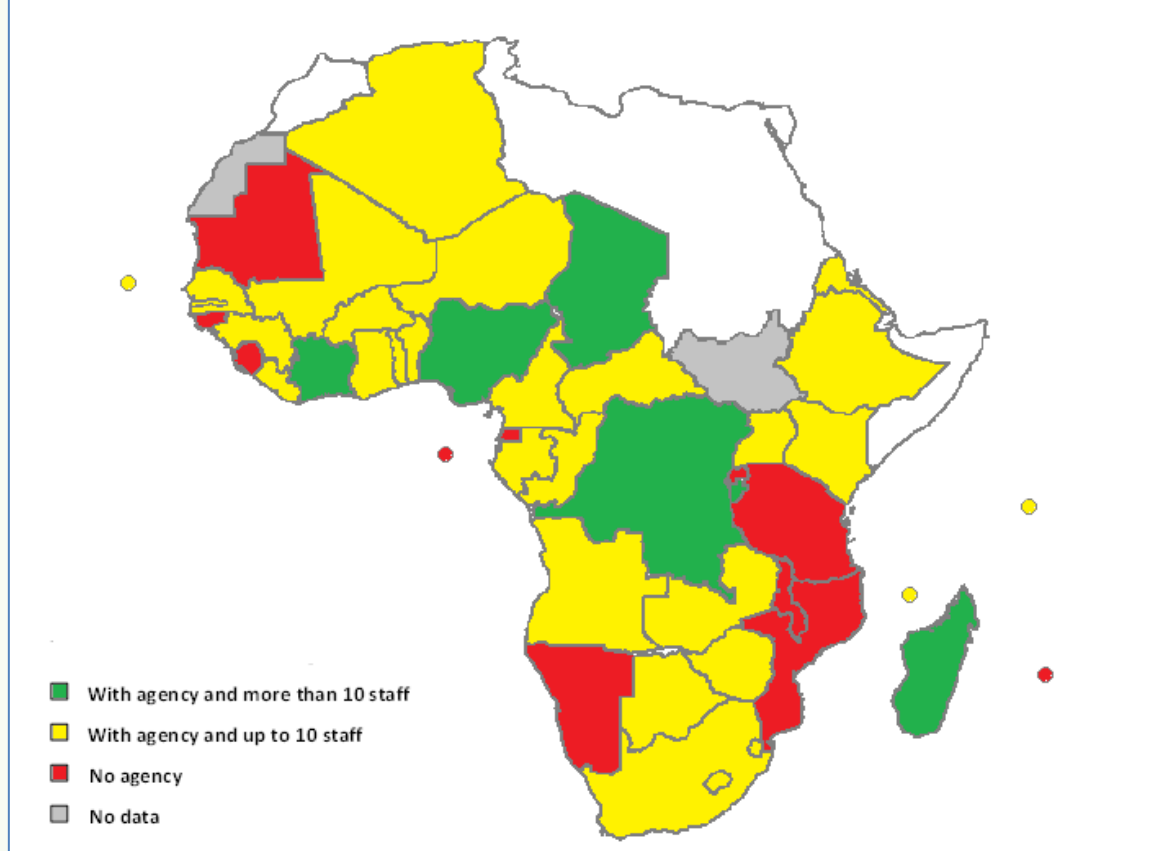 With agency and more than 10 staff
With agency and up to 10 staff
No agency
No data